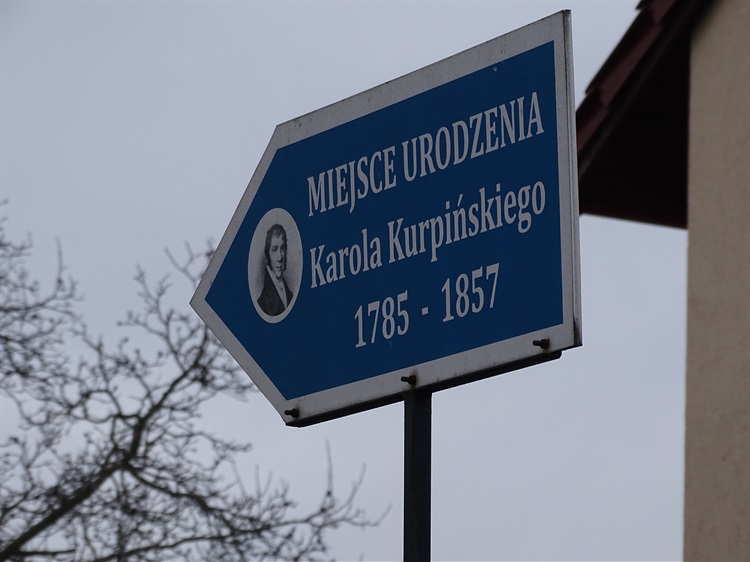 MIEJSCE URODZENIA
Karola Kurpińskiego
1785 - 1857